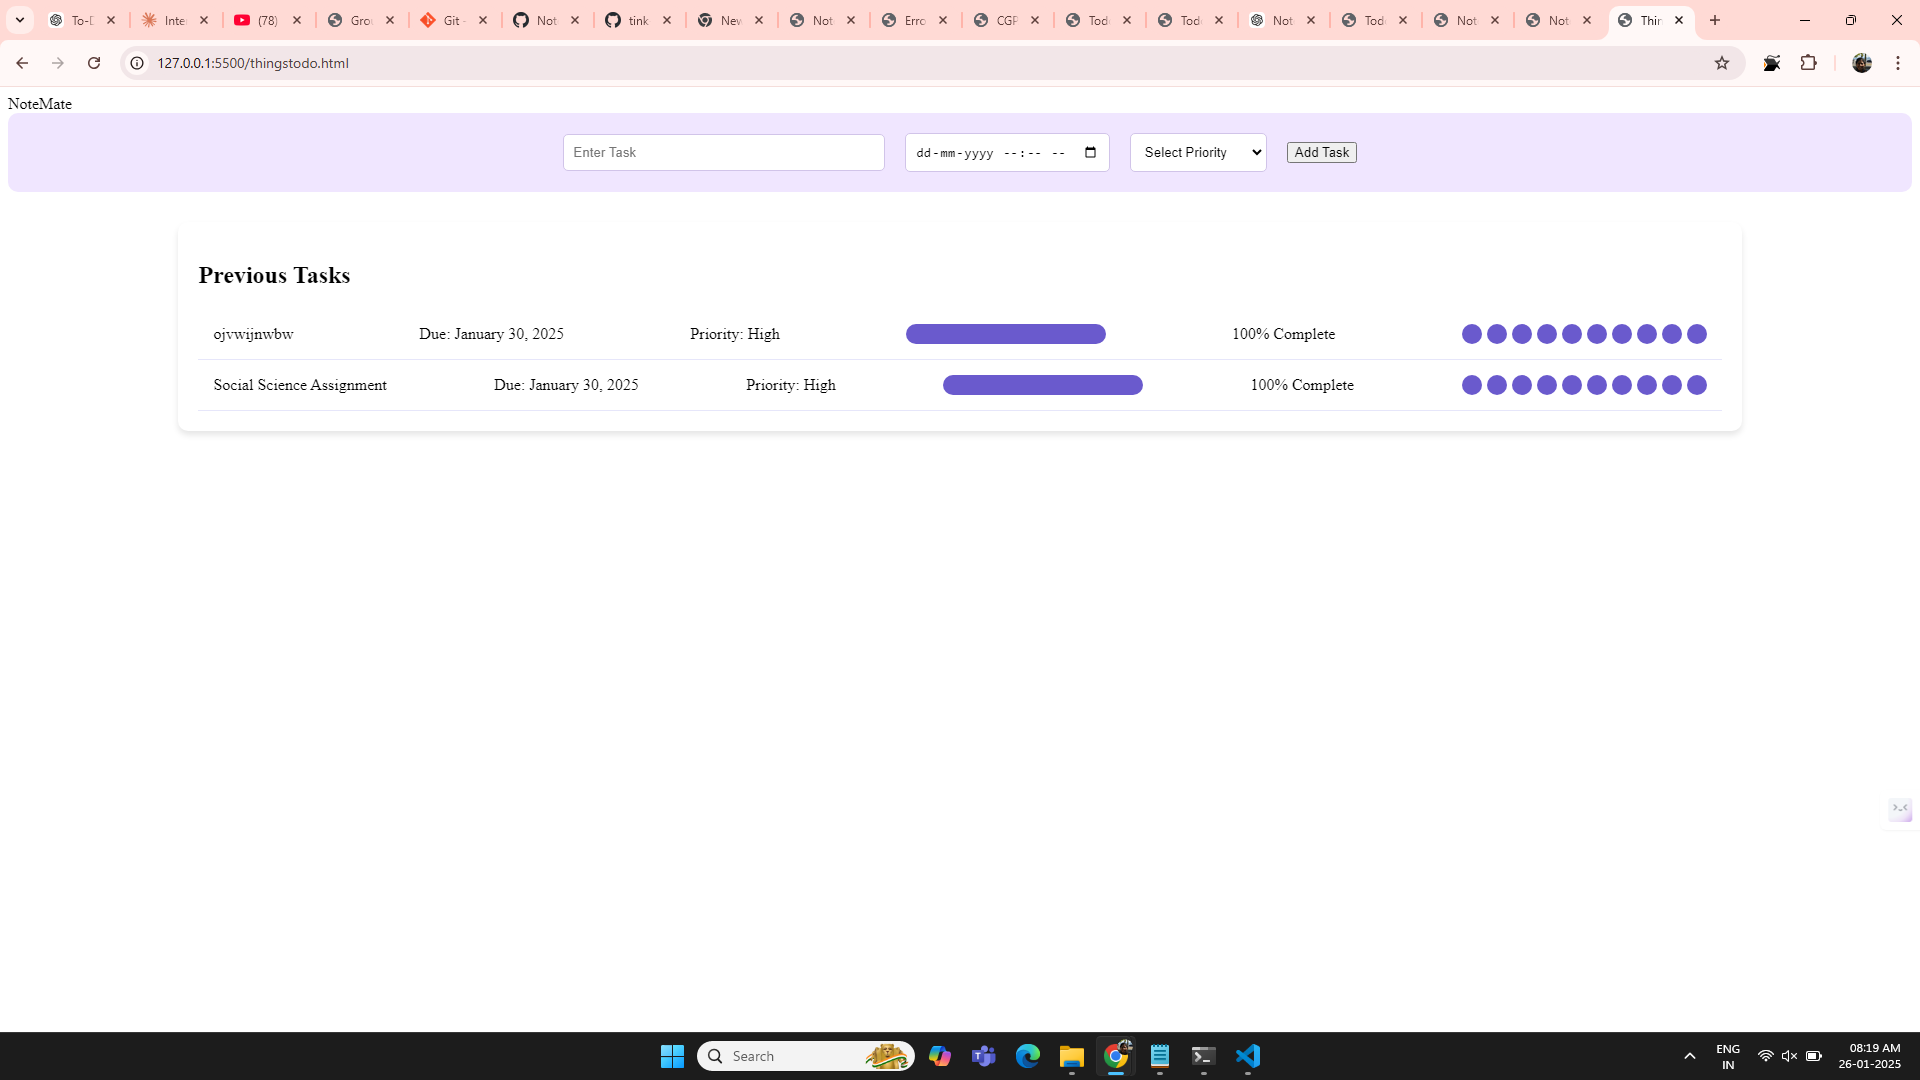 To-D
Inte
(78)
Grou
Git -
Not
tink
New
Not
Erro
CGP
Tod
Tod
Not
Tod
Not
Not
Thin
127.0.0.1:5500/thingstodo.html
NoteMate
Enter Task
dd-mm-yyyy --:-- --
Select Priority
Add Task
Previous Tasks
ojvwijnwbw Due: January 30, 2025 Priority: High 100% Complete
Social Science Assignment Due: January 30, 2025 Priority: High 100% Complete
Search
ENG
IN
08:19 AM
26-01-2025